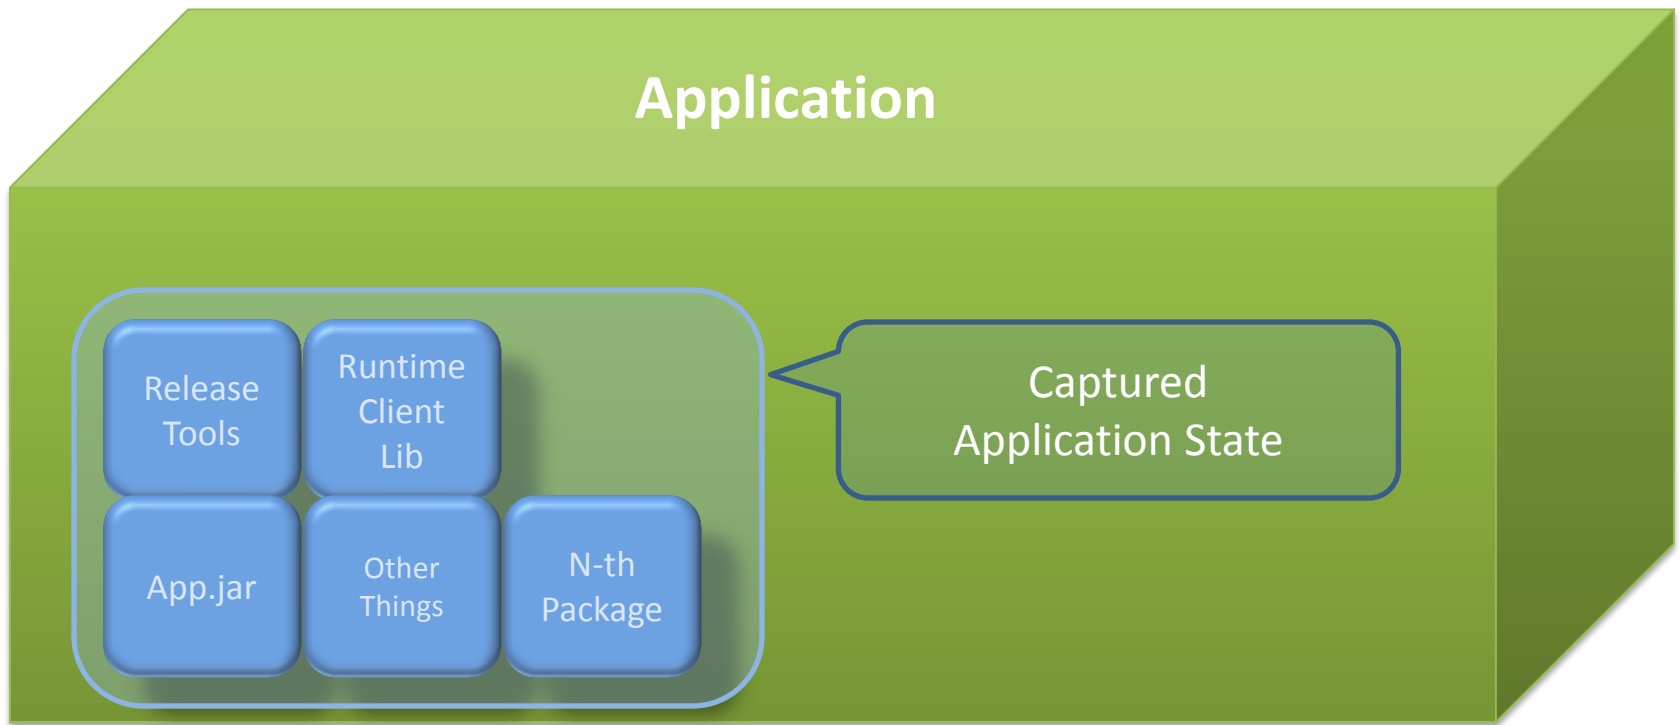 Application
Release
Tools
Runtime
Client
Lib
Captured
Application State
App.jar
Other
Things
N-th
Package